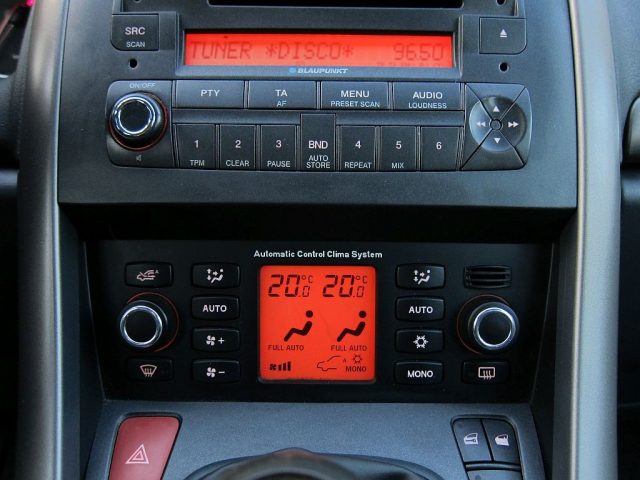 SRC
SCAN
TUNER *DISCO* 96.50
BLAUPUNKT
ON/OFF
PTY TA MENU AUDIO
AF PRESET SCAN LOUDNESS
1 2 3 BND 4 5 6
TPM CLEAR PAUSE AUTO STORE REPEAT MIX
Automatic Control Clima System
20.0°C 20.0°C
AUTO AUTO
FULL AUTO FULL AUTO
+
A MONO
− MONO